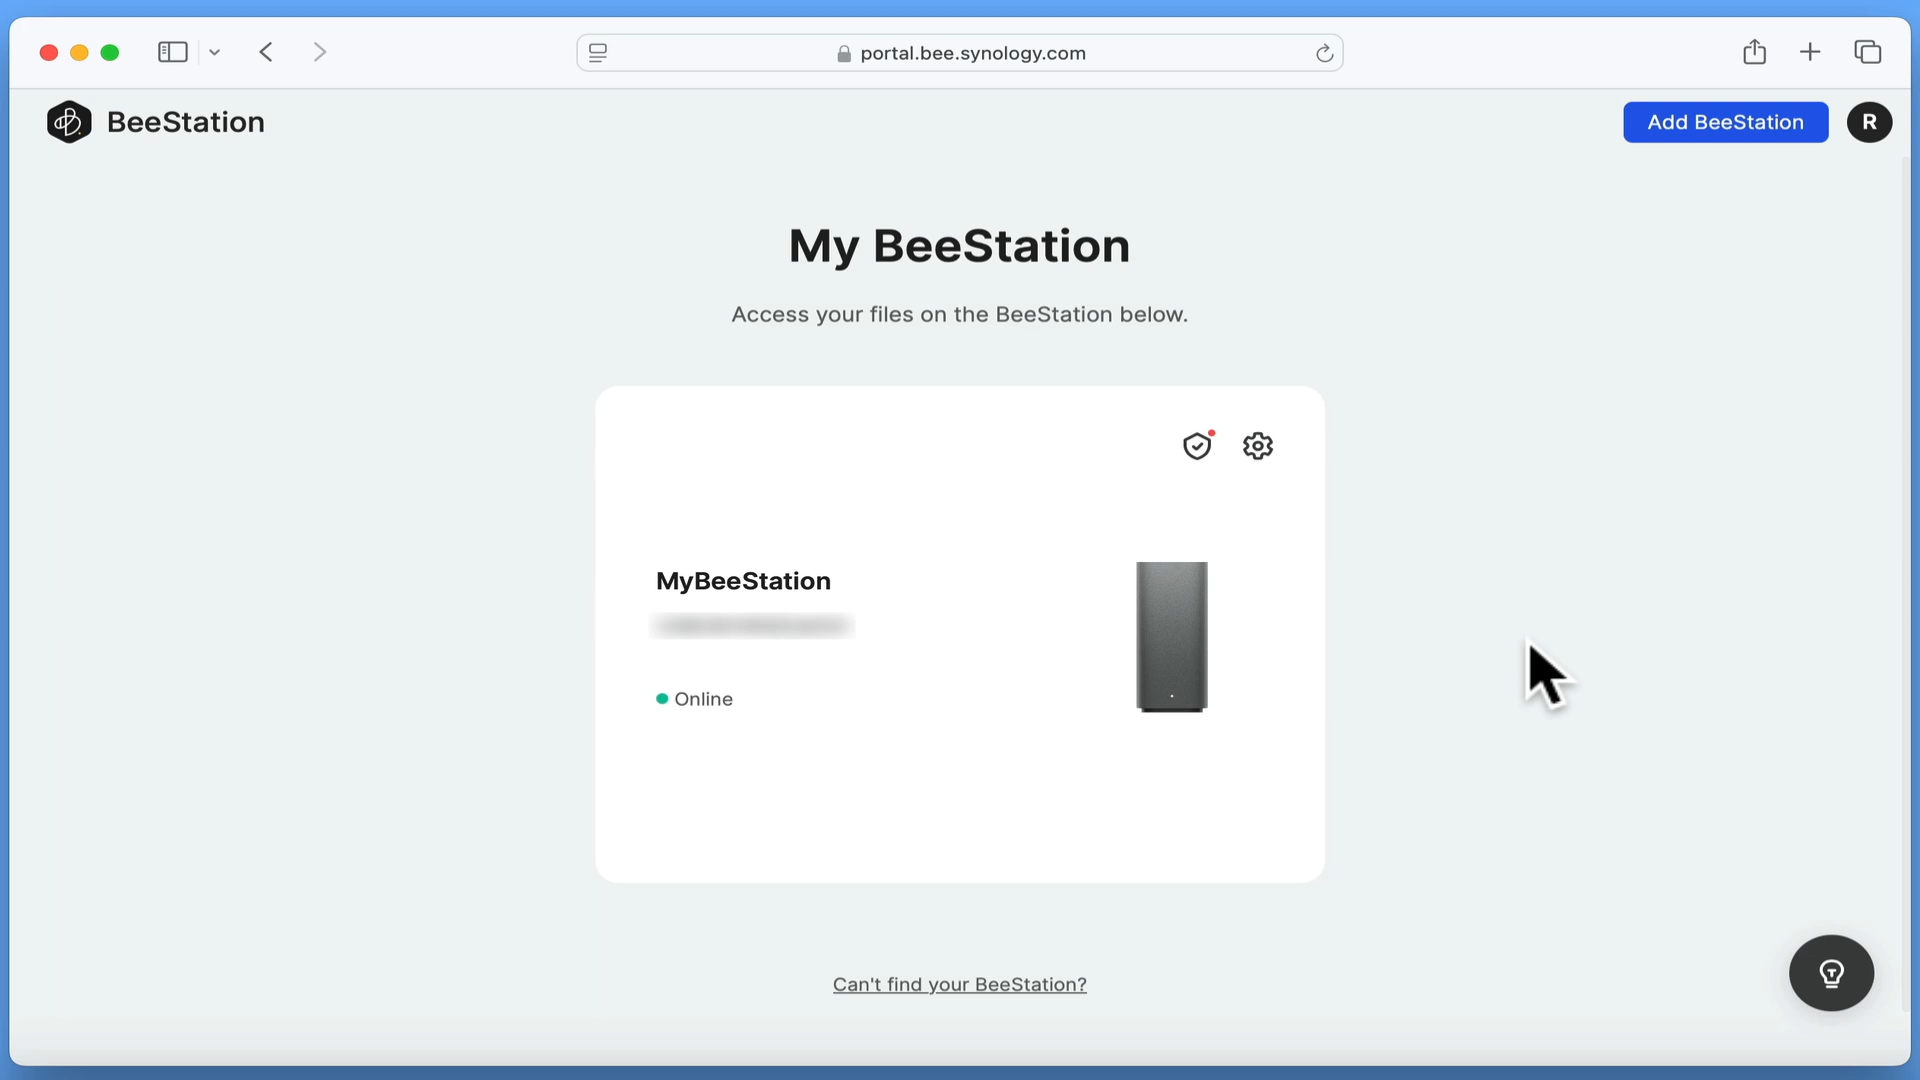 portal.bee.synology.com
BeeStation
Add BeeStation
R
My BeeStation
Access your files on the BeeStation below.
MyBeeStation
Online
Can't find your BeeStation?